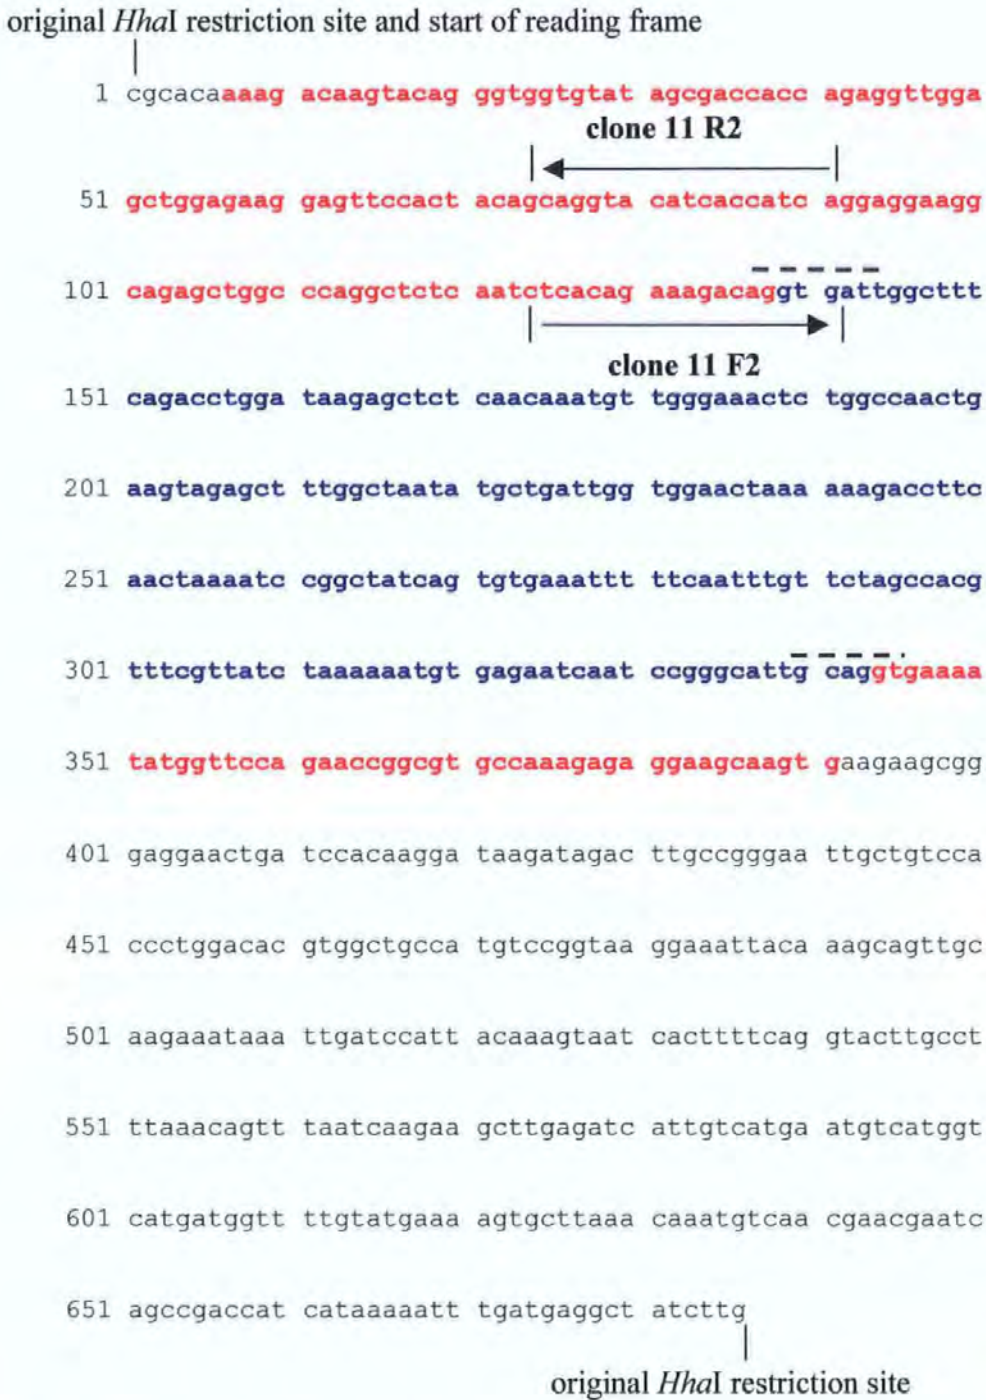 original HhaI restriction site and start of reading frame
1 cgcacaaaag acaagtacag ggtggtgtat agcgaccacc agaggttgga
clone 11 R2
51 gctggagaag gagttccact acagcaggta catcaccatc aggaggaagg
101 cagagctggc ccaggctctc aatctcacag aaagacaggt gattggcttt
clone 11 F2
151 cagacctgga taagagctct caacaaatgt tgggaaactc tggccaactg
201 aagtagagct ttggctaata tgctgattgg tggaactaaa aaagaccttc
251 aactaaaatc cggctatcag tgtgaaattt ttcaatttgt tctagccacg
301 tttcgttatc taaaaaatgt gagaatcaat ccgggcattg caggtgaaaa
351 tatggttcca gaaccggcgt gccaaagaga ggaagcaagt gaagaagcgg
401 gaggaactga tccacaagga taagatagac ttgccgggaa ttgctgtcca
451 ccctggacac gtggctgcca tgtccggtaa ggaaattaca aagcagttgc
501 aagaaataaa ttgatccatt acaaagtaat cacttttcag gtacttgcct
551 ttaaacagtt taatcaagaa gcttgagatc attgtcatga atgtcatggt
601 catgatggtt ttgtatgaaa agtgcttaaa caaatgtcaa cgaacgaatc
651 agccgaccat cataaaaatt tgatgaggct atcttg
original HhaI restriction site